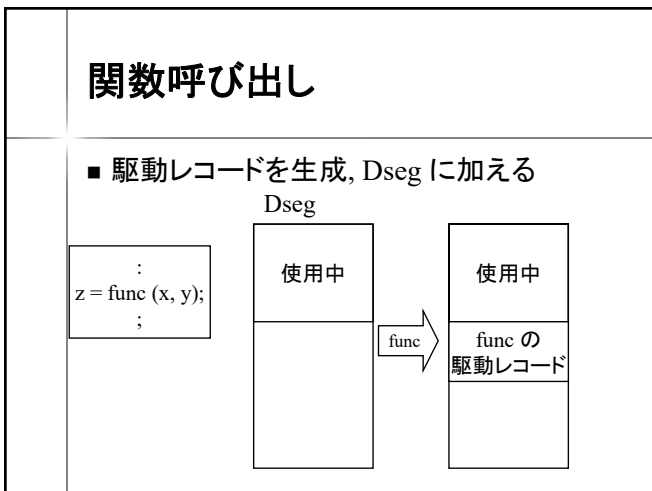 関数呼び出し
■ 駆動レコードを生成, Dseg に加える
Dseg
:
z = func (x, y);
;
使用中
func
使用中
func の
駆動レコード